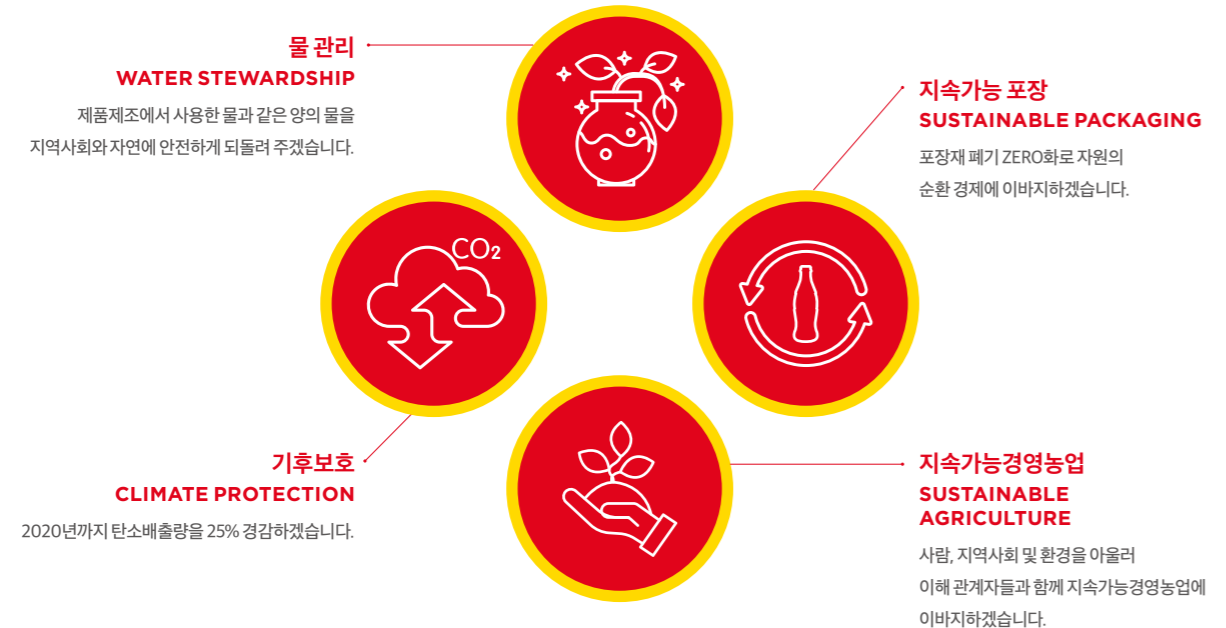 물 관리
WATER STEWARDSHIP
제품제조에서 사용한 물과 같은 양의 물을
지역사회와 자연에 안전하게 되돌려 주겠습니다.
지속가능 포장
SUSTAINABLE PACKAGING
포장재 폐기 ZERO화로 자원의
순환 경제에 이바지하겠습니다.
CO2
기후보호
CLIMATE PROTECTION
2020년까지 탄소배출량을 25% 경감하겠습니다.
지속가능경영농업
SUSTAINABLE
AGRICULTURE
사람, 지역사회 및 환경을 아울러
이해 관계자들과 함께 지속가능경영농업에
이바지하겠습니다.